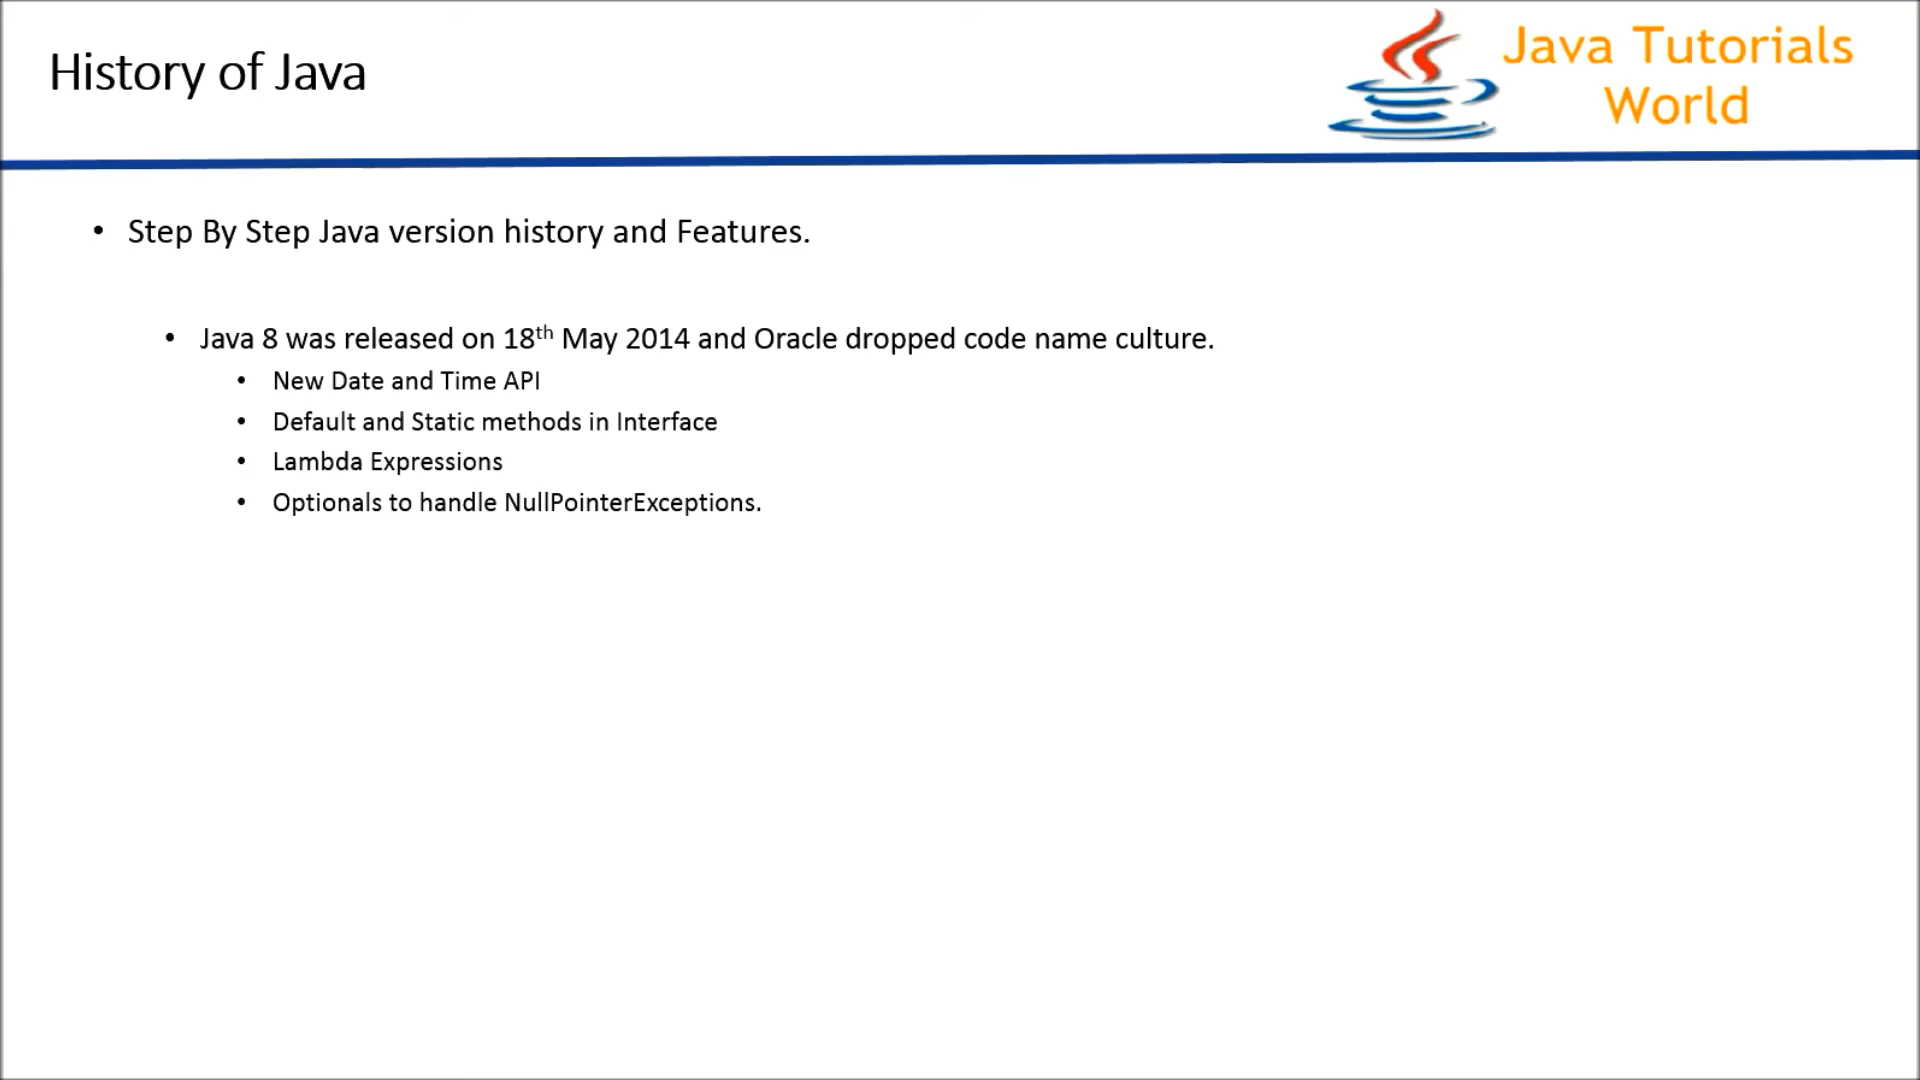 History of Java
Java Tutorials
World
• Step By Step Java version history and Features.
• Java 8 was released on 18th May 2014 and Oracle dropped code name culture.
• New Date and Time API
• Default and Static methods in Interface
• Lambda Expressions
• Optionals to handle NullPointerExceptions.